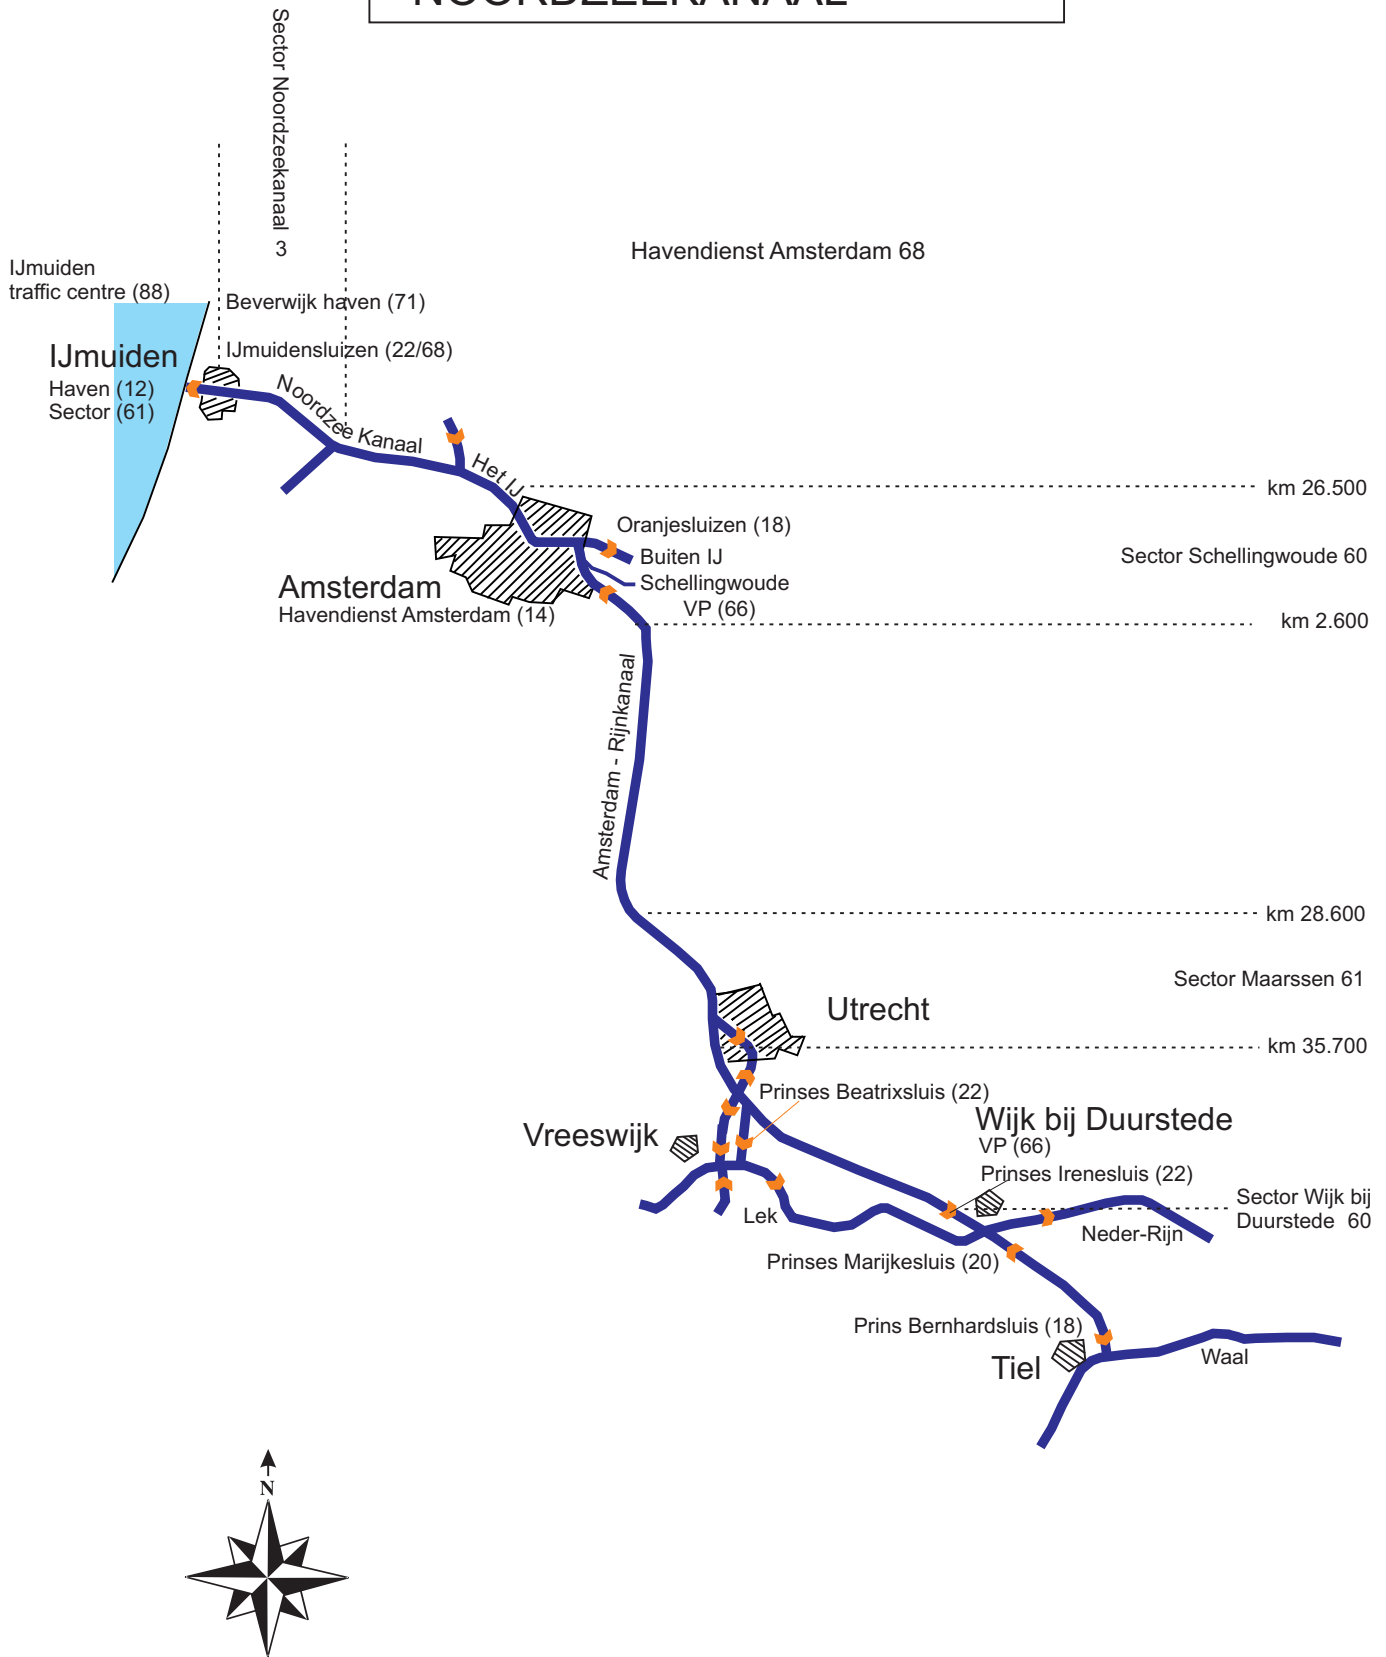 NOORDZEEKANAAL
Sector Noordzeekanaal
3
Havendienst Amsterdam 68
IJmuiden
traffic centre (88)
Beverwijk haven (71)
IJmuiden
IJmuidensluizen (22/68)
Haven (12)
Sector (61)
Noordzee Kanaal
Het IJ
km 26.500
Oranjesluizen (18)
Buiten IJ
Sector Schellingwoude 60
Amsterdam
Schellingwoude
VP (66)
Havendienst Amsterdam (14)
km 2.600
Amsterdam - Rijnkanaal
km 28.600
Sector Maarssen 61
Utrecht
km 35.700
Prinses Beatrixsluis (22)
Vreeswijk
Wijk bij Duurstede
VP (66)
Prinses Irenesluis (22)
Sector Wijk bij
Duurstede 60
Lek
Neder-Rijn
Prinses Marijkesluis (20)
Prins Bernhardsluis (18)
Tiel
Waal
N